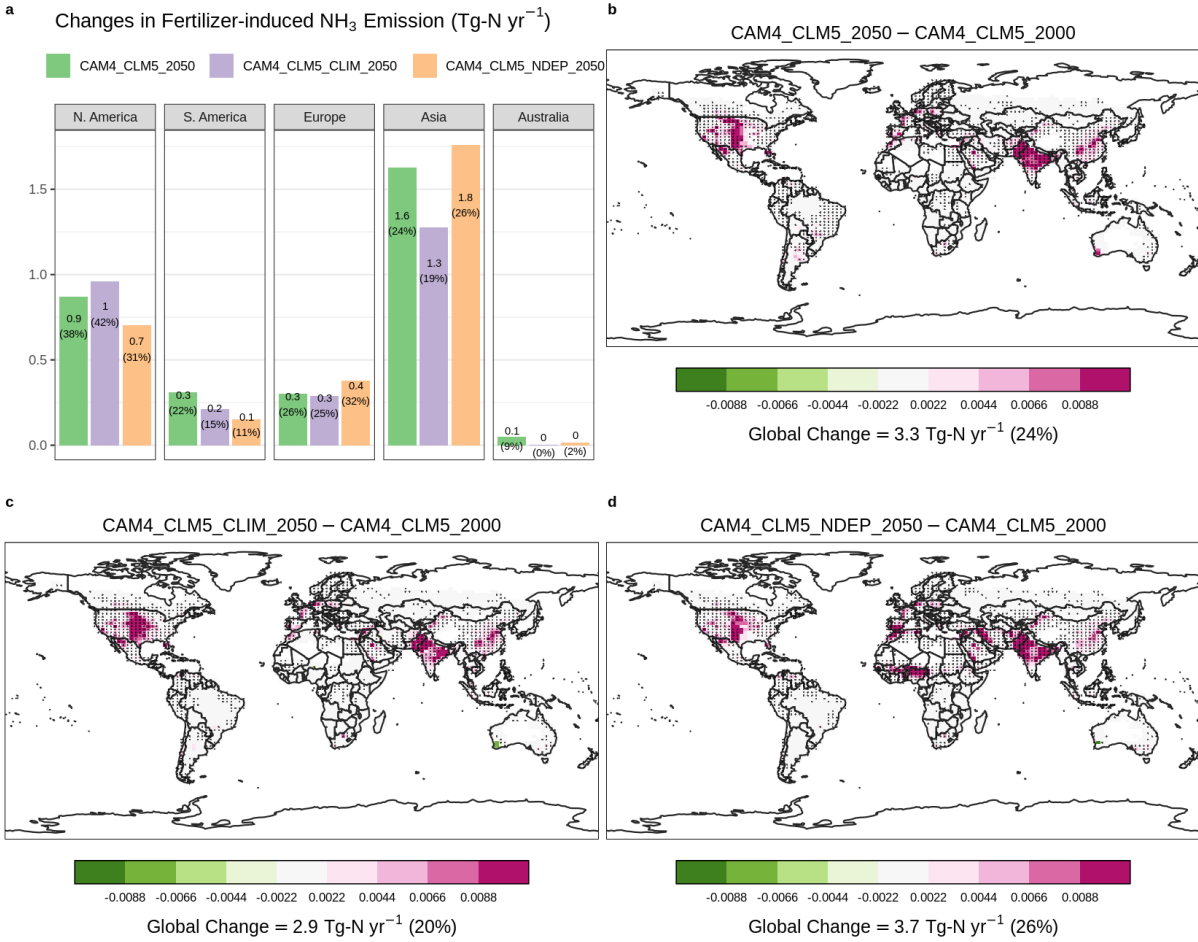 a
Changes in Fertilizer-induced NH₃ Emission (Tg-N yr⁻¹)
CAM4_CLM5_2050 CAM4_CLM5_CLIM_2050 CAM4_CLM5_NDEP_2050
N. America S. America Europe Asia Australia
1.5
1.0
0.5
0.0
0.9 (38%)
1 (42%)
0.7 (31%)
0.3 (22%)
0.2 (15%)
0.1 (11%)
0.3 (26%)
0.3 (25%)
0.4 (32%)
1.6 (24%)
1.3 (19%)
1.8 (26%)
0.1 (9%)
0 (0%)
0 (2%)
b
CAM4_CLM5_2050 – CAM4_CLM5_2000
-0.0088 -0.0066 -0.0044 -0.0022 0.0022 0.0044 0.0066 0.0088
Global Change = 3.3 Tg-N yr⁻¹ (24%)
c
CAM4_CLM5_CLIM_2050 – CAM4_CLM5_2000
-0.0088 -0.0066 -0.0044 -0.0022 0.0022 0.0044 0.0066 0.0088
Global Change = 2.9 Tg-N yr⁻¹ (20%)
d
CAM4_CLM5_NDEP_2050 – CAM4_CLM5_2000
-0.0088 -0.0066 -0.0044 -0.0022 0.0022 0.0044 0.0066 0.0088
Global Change = 3.7 Tg-N yr⁻¹ (26%)